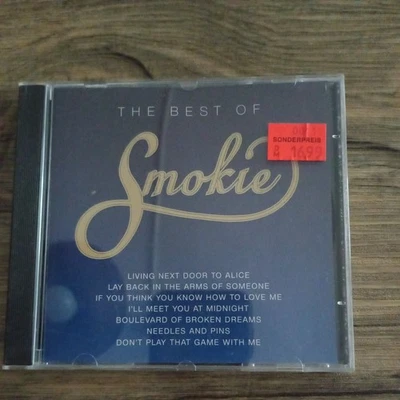 THE BEST OF
Smokie
SONDERPREIS
1699
LIVING NEXT DOOR TO ALICE
LAY BACK IN THE ARMS OF SOMEONE
IF YOU THINK YOU KNOW HOW TO LOVE ME
I'LL MEET YOU AT MIDNIGHT
BOULEVARD OF BROKEN DREAMS
NEEDLES AND PINS
DON'T PLAY THAT GAME WITH ME